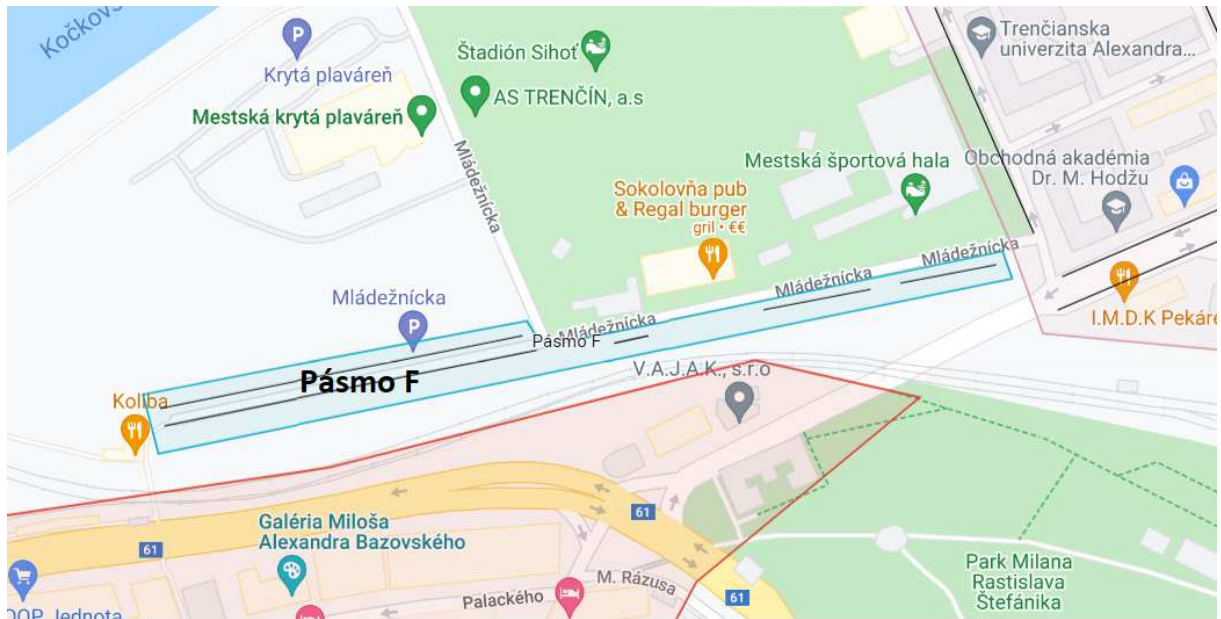 Kočkovs
P
Krytá plaváreň
Mestská krytá plaváreň
Štadión Sihoť
AS TRENČÍN, a.s
Trenčianska
univerzita Alexandra...
Mládežnícka
Mestská športová hala
Obchodná akadémia
Dr. M. Hodžu
Sokolovňa pub
& Regal burger
gril • €€
Mládežnícka
Mládežnícka
Mládežnícka
P
Mládežnícka
Pásmo F
I.M.D.K Pekáre
Pásmo F
V.A.J.A.K., s.r.o
Koliba
61
Galéria Miloša
Alexandra Bazovského
61
Park Milana
Rastislava
Štefánika
M. Rázusa
Palackého
61
OOP Jednota